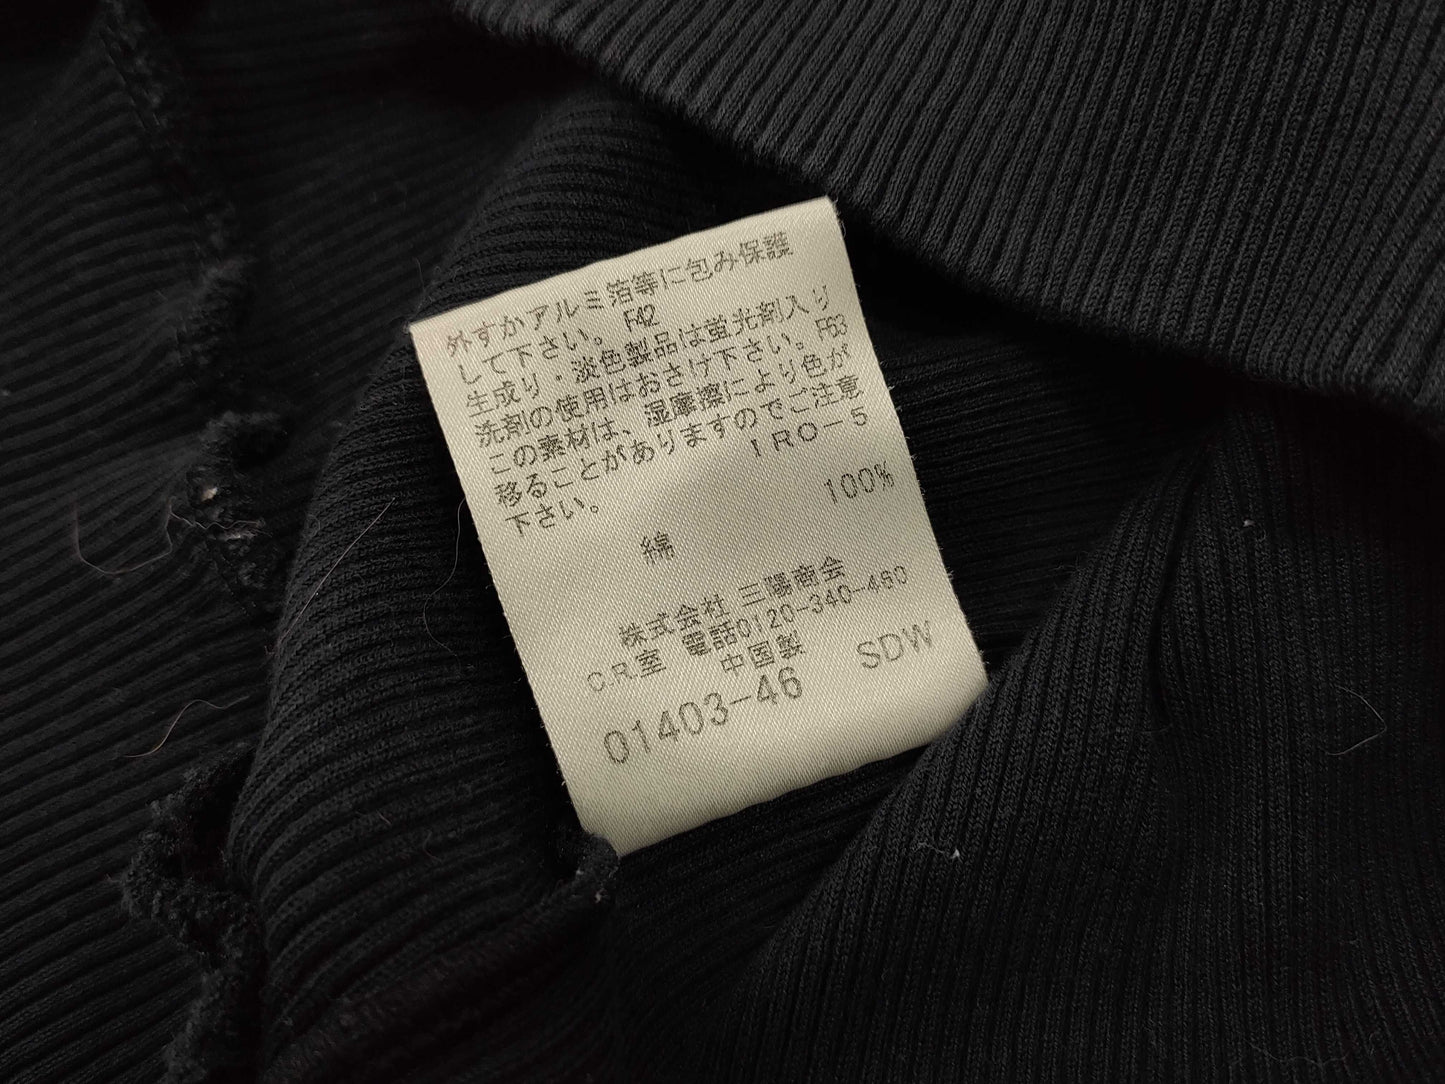 外すかアルミ箔等に包み保護
して下さい。 F42
生成り・淡色製品は蛍光剤入り
洗剤の使用はおさけ下さい。F63
この素材は、湿摩擦により色が
移ることがありますのでご注意
下さい。 IRO-5
綿 100%
株式会社 三陽商会
C.R室 電話0120-340-460
中国製
01403-46 SDW